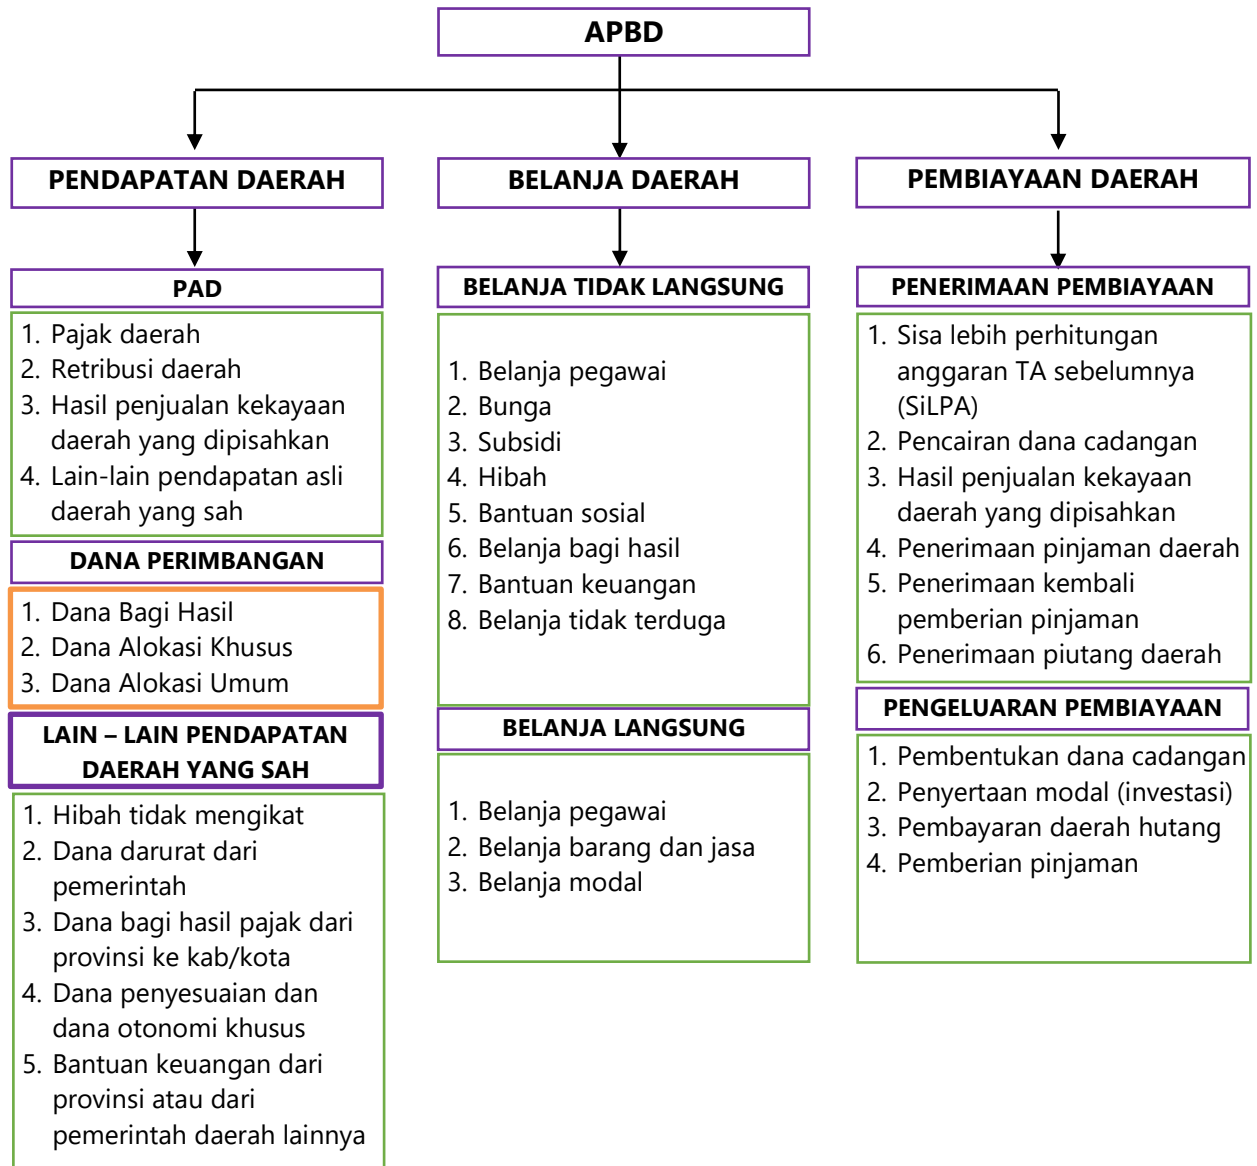 APBD
PENDAPATAN DAERAH
PAD
1. Pajak daerah
2. Retribusi daerah
3. Hasil penjualan kekayaan
daerah yang dipisahkan
4. Lain-lain pendapatan asli
daerah yang sah
DANA PERIMBANGAN
1. Dana Bagi Hasil
2. Dana Alokasi Khusus
3. Dana Alokasi Umum
LAIN – LAIN PENDAPATAN
DAERAH YANG SAH
1. Hibah tidak mengikat
2. Dana darurat dari
pemerintah
3. Dana bagi hasil pajak dari
provinsi ke kab/kota
4. Dana penyesuaian dan
dana otonomi khusus
5. Bantuan keuangan dari
provinsi atau dari
pemerintah daerah lainnya
BELANJA DAERAH
BELANJA TIDAK LANGSUNG
1. Belanja pegawai
2. Bunga
3. Subsidi
4. Hibah
5. Bantuan sosial
6. Belanja bagi hasil
7. Bantuan keuangan
8. Belanja tidak terduga
BELANJA LANGSUNG
1. Belanja pegawai
2. Belanja barang dan jasa
3. Belanja modal
PEMBIAYAAN DAERAH
PENERIMAAN PEMBIAYAAN
1. Sisa lebih perhitungan
anggaran TA sebelumnya
(SiLPA)
2. Pencairan dana cadangan
3. Hasil penjualan kekayaan
daerah yang dipisahkan
4. Penerimaan pinjaman daerah
5. Penerimaan kembali
pemberian pinjaman
6. Penerimaan piutang daerah
PENGELUARAN PEMBIAYAAN
1. Pembentukan dana cadangan
2. Penyertaan modal (investasi)
3. Pembayaran daerah hutang
4. Pemberian pinjaman